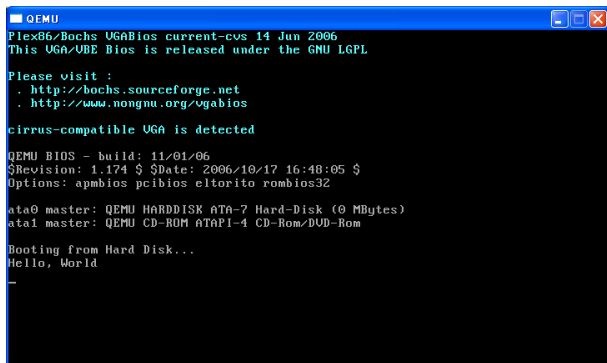 QEMU
Plex86/Bochs VGABios current-cvs 14 Jun 2006
This VGA/VBE Bios is released under the GNU LGPL
Please visit :
. http://bochs.sourceforge.net
. http://www.nongnu.org/vgabios
cirrus-compatible VGA is detected
QEMU BIOS - build: 11/01/06
$Revision: 1.174 $ $Date: 2006/10/17 16:48:05 $
Options: apmbios pcibios eltorito rombios32
ata0 master: QEMU HARDDISK ATA-7 Hard-Disk (0 MBytes)
ata1 master: QEMU CD-ROM ATAPI-4 CD-Rom/DVD-Rom
Booting from Hard Disk...
Hello, World